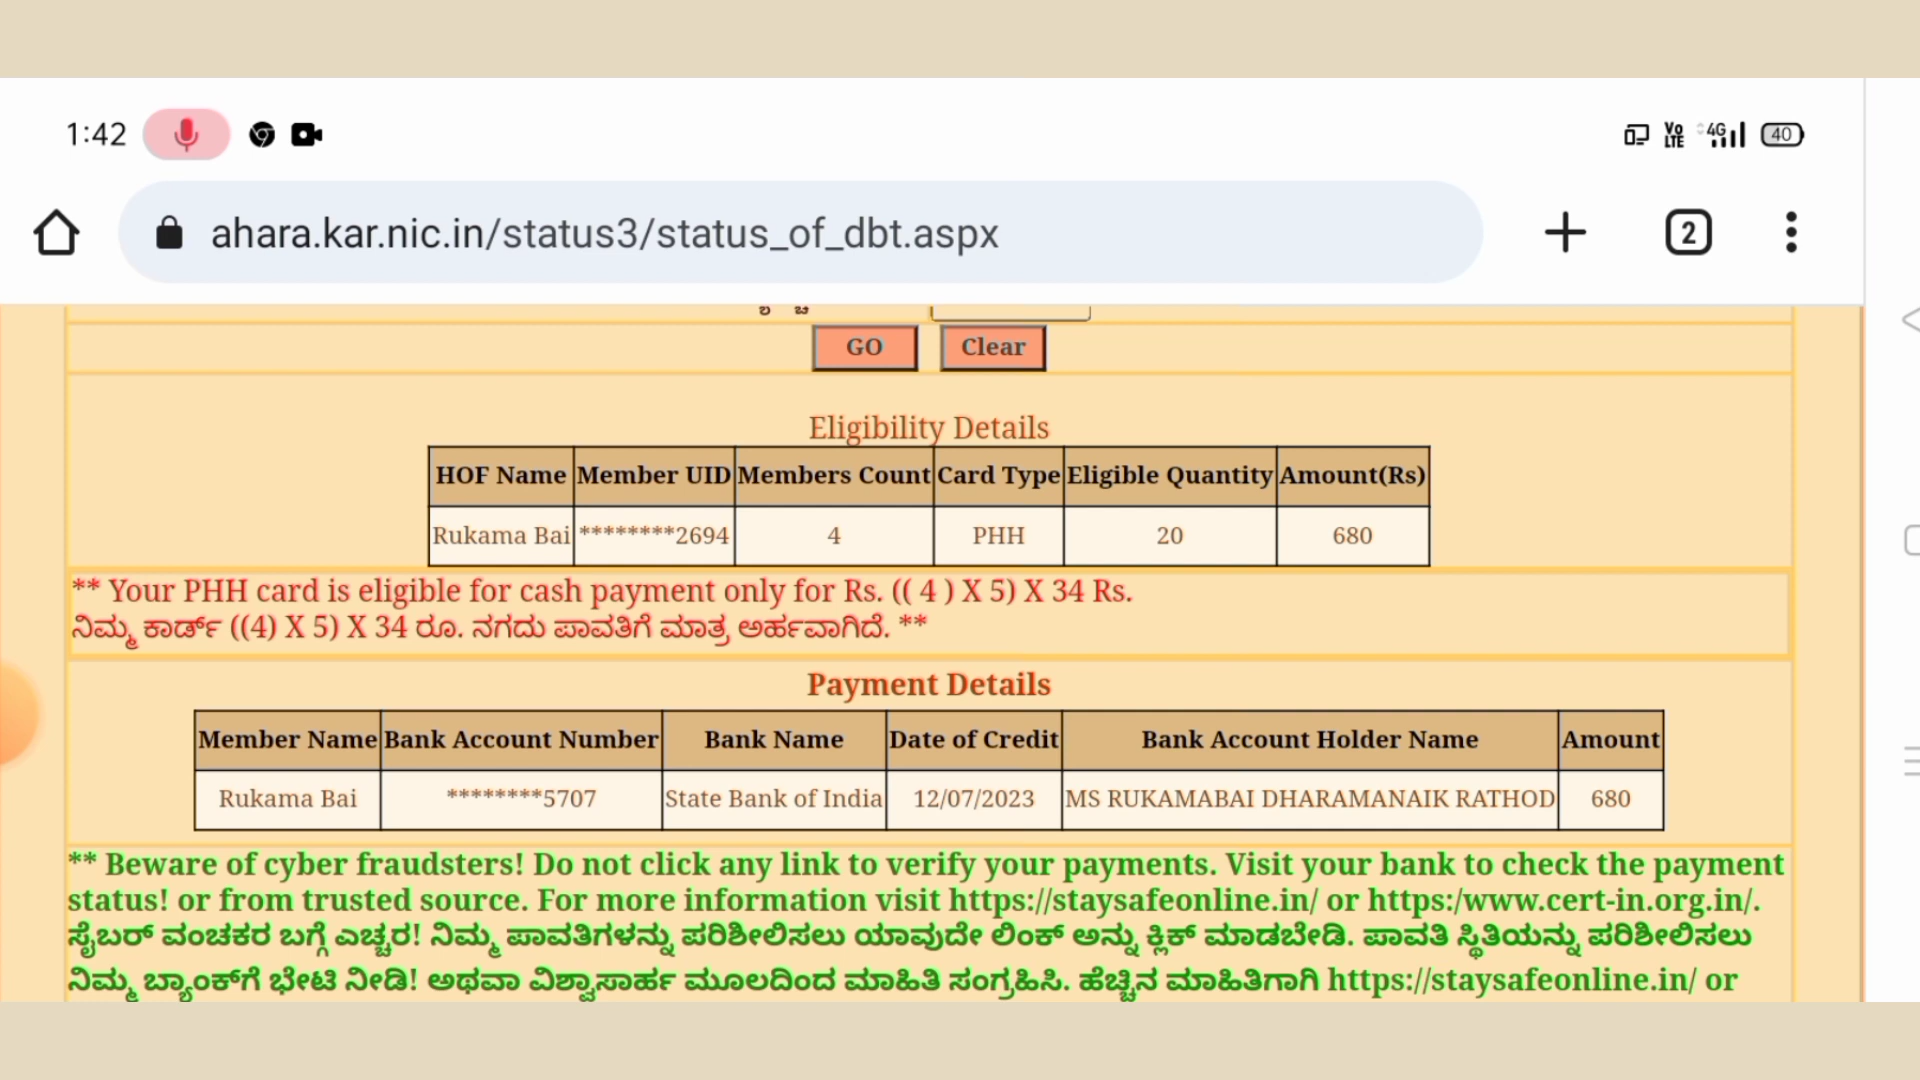 1:42
Vo LTE 4G 40
ahara.kar.nic.in/status3/status_of_dbt.aspx
2
GO Clear
Eligibility Details
HOF Name Member UID Members Count Card Type Eligible Quantity Amount(Rs)
Rukama Bai ********2694 4 PHH 20 680
** Your PHH card is eligible for cash payment only for Rs. (( 4 ) X 5) X 34 Rs.
ನಿಮ್ಮ ಕಾರ್ಡ್ ((4) X 5) X 34 ರೂ. ನಗದು ಪಾವತಿಗೆ ಮಾತ್ರ ಅರ್ಹವಾಗಿದೆ. **
Payment Details
Member Name Bank Account Number Bank Name Date of Credit Bank Account Holder Name Amount
Rukama Bai ********5707 State Bank of India 12/07/2023 MS RUKAMABAI DHARAMANAIK RATHOD 680
** Beware of cyber fraudsters! Do not click any link to verify your payments. Visit your bank to check the payment
status! or from trusted source. For more information visit https://staysafeonline.in/ or https:/www.cert-in.org.in/.
ಸೈಬರ್ ವಂಚಕರ ಬಗ್ಗೆ ಎಚ್ಚರ! ನಿಮ್ಮ ಪಾವತಿಗಳನ್ನು ಪರಿಶೀಲಿಸಲು ಯಾವುದೇ ಲಿಂಕ್ ಅನ್ನು ಕ್ಲಿಕ್ ಮಾಡಬೇಡಿ. ಪಾವತಿ ಸ್ಥಿತಿಯನ್ನು ಪರಿಶೀಲಿಸಲು
ನಿಮ್ಮ ಬ್ಯಾಂಕ್‌ಗೆ ಭೇಟಿ ನೀಡಿ! ಅಥವಾ ವಿಶ್ವಾಸಾರ್ಹ ಮೂಲದಿಂದ ಮಾಹಿತಿ ಸಂಗ್ರಹಿಸಿ. ಹೆಚ್ಚಿನ ಮಾಹಿತಿಗಾಗಿ https://staysafeonline.in/ or